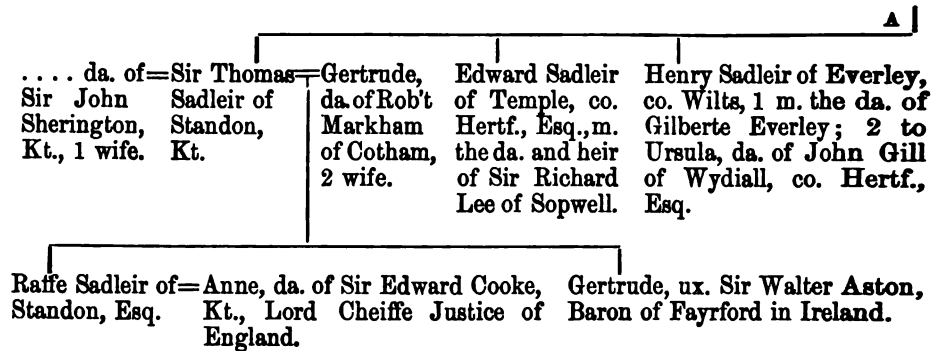 A
.... da. of=Sir Thomas=Gertrude,
Sir John Sadleir of da. of Rob't
Sherington, Standon, Markham
Kt., 1 wife. Kt. of Cotham,
2 wife.
Edward Sadleir
of Temple, co.
Hertf., Esq., m.
the da. and heir
of Sir Richard
Lee of Sopwell.
Henry Sadleir of Everley,
co. Wilts, 1 m. the da. of
Gilberte Everley; 2 to
Ursula, da. of John Gill
of Wydiall, co. Hertf.,
Esq.
Raffe Sadleir of=Anne, da. of Sir Edward Cooke,
Standon, Esq. Kt., Lord Cheiffe Justice of
England.
Gertrude, ux. Sir Walter Aston,
Baron of Fayrford in Ireland.